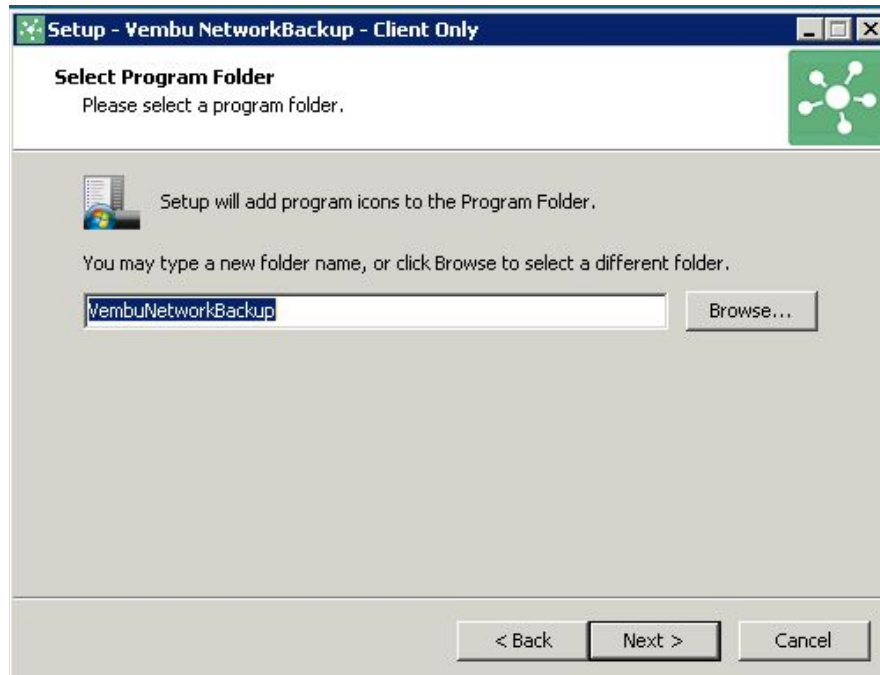 Setup - Vembu NetworkBackup - Client Only
Select Program Folder
Please select a program folder.
Setup will add program icons to the Program Folder.
You may type a new folder name, or click Browse to select a different folder.
VembuNetworkBackup
Browse...
< Back
Next >
Cancel